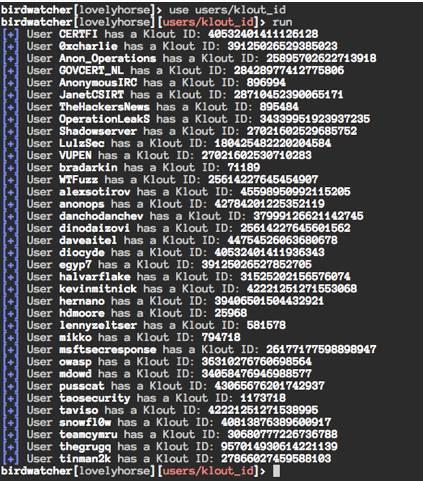 birdwatcher[lovelyhorse]> use users/klout_id
birdwatcher[lovelyhorse][users/klout_id]> run
[+] User CERTFI has a Klout ID: 40532401411126128
[+] User 0xcharlie has a Klout ID: 39125026529385023
[+] User Anon_Operations has a Klout ID: 25895702622713918
[+] User GOVCERT_NL has a Klout ID: 28428977412775806
[+] User AnonymousIRC has a Klout ID: 896994
[+] User JanetCSIRT has a Klout ID: 28710452390065171
[+] User TheHackersNews has a Klout ID: 895484
[+] User OperationLeakS has a Klout ID: 34339951923937235
[+] User Shadowserver has a Klout ID: 27021602529585752
[+] User LulzSec has a Klout ID: 180425482220204584
[+] User VUPEN has a Klout ID: 27021602530710283
[+] User bradarkin has a Klout ID: 71189
[+] User WTFuzz has a Klout ID: 25614227645454907
[+] User alexsotirov has a Klout ID: 45598950992115205
[+] User anonops has a Klout ID: 42784201225352119
[+] User danchodanchev has a Klout ID: 37999126621142745
[+] User dinodaizovi has a Klout ID: 25614227645601562
[+] User daveaitel has a Klout ID: 44754526063680678
[+] User diocyde has a Klout ID: 40532401411936343
[+] User egyp7 has a Klout ID: 39125026527852705
[+] User halvarflake has a Klout ID: 31525202156576074
[+] User kevinmitnick has a Klout ID: 42221251271553068
[+] User hernano has a Klout ID: 39406501504432921
[+] User hdmoore has a Klout ID: 25968
[+] User lennyzeltser has a Klout ID: 581578
[+] User mikko has a Klout ID: 794718
[+] User msftsecresponse has a Klout ID: 26177177598898947
[+] User owasp has a Klout ID: 36310276760698564
[+] User mdowd has a Klout ID: 34058476946988577
[+] User pusscat has a Klout ID: 43065676201742937
[+] User taosecurity has a Klout ID: 1173718
[+] User taviso has a Klout ID: 42221251271538995
[+] User snowfl0w has a Klout ID: 40813876389600917
[+] User teamcymru has a Klout ID: 30680777226736788
[+] User thegrugq has a Klout ID: 95701493061422113​9
[+] User tinman2k has a Klout ID: 27866027459588103
birdwatcher[lovelyhorse][users/klout_id]>